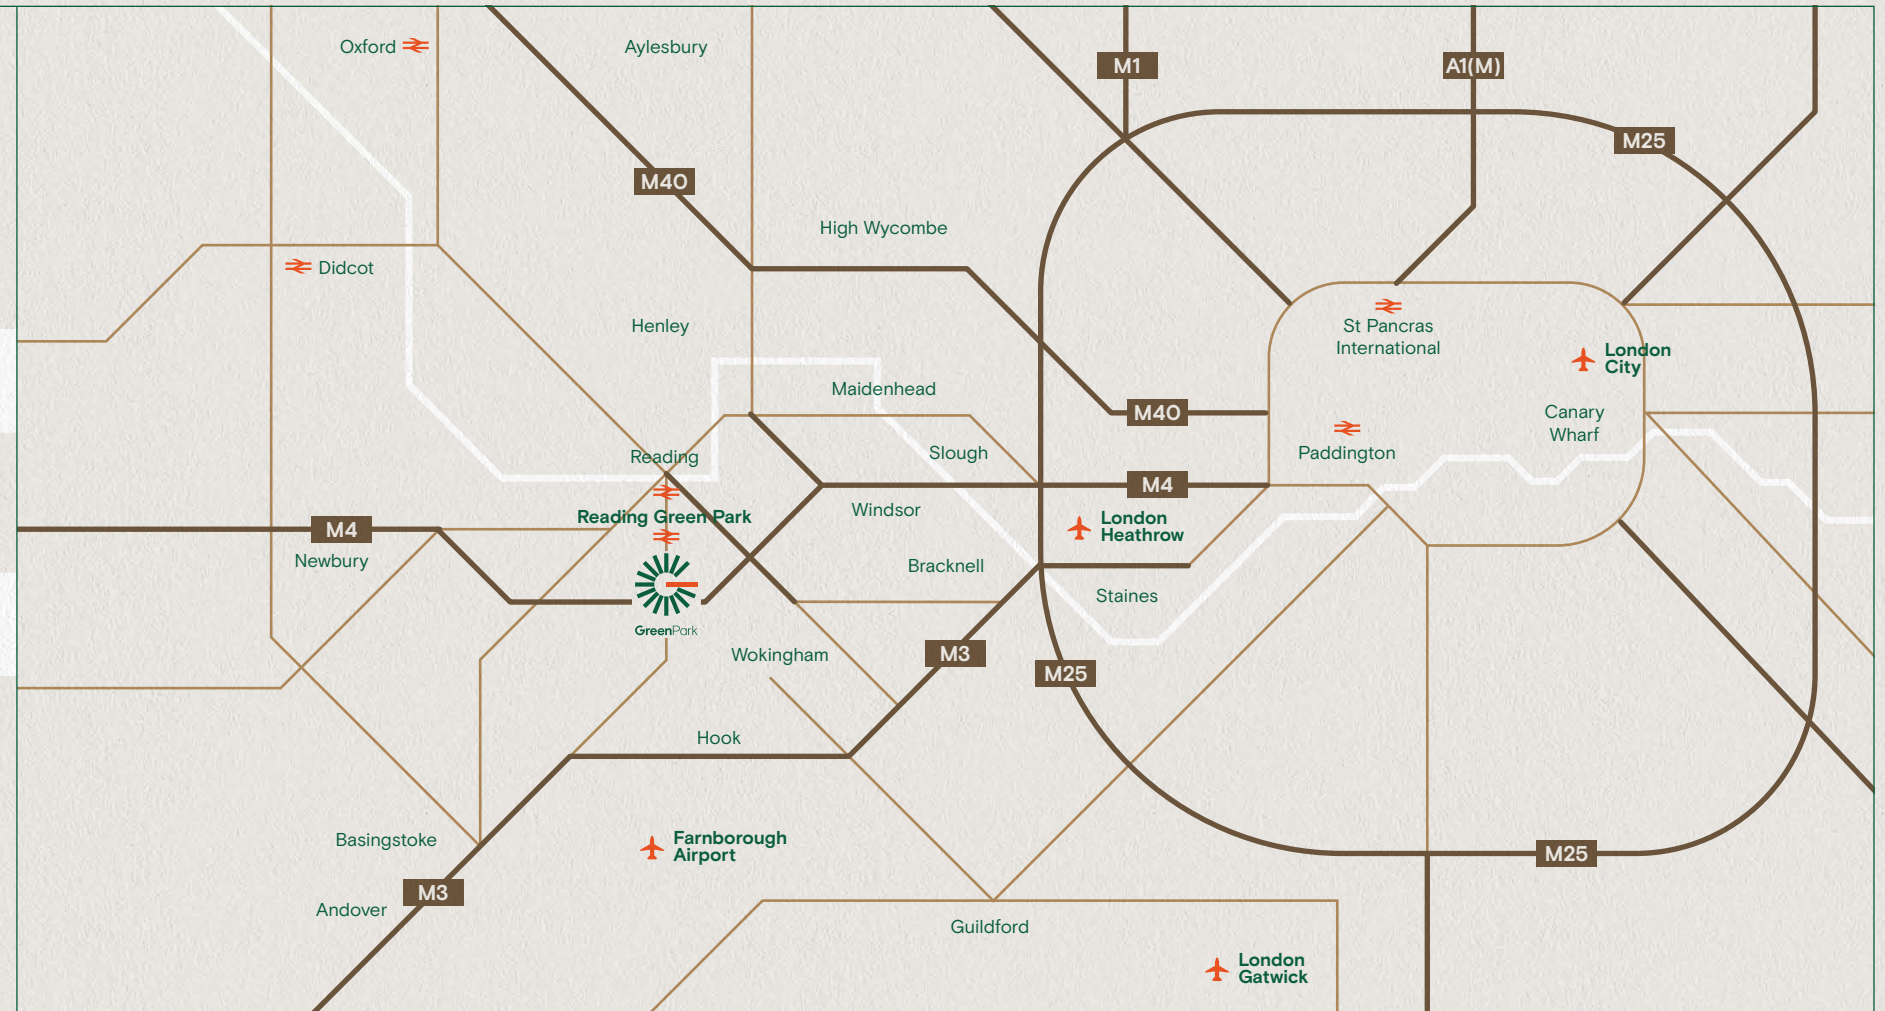 Oxford
Aylesbury
M1
A1(M)
M25
M40
High Wycombe
Didcot
Henley
St Pancras
International
London
City
Maidenhead
M40
Canary
Wharf
Reading
Slough
Paddington
M4
Reading Green Park
Windsor
London
Heathrow
M4
Newbury
Bracknell
Staines
GreenPark
Wokingham
M3
M25
Hook
Basingstoke
Farnborough
Airport
M25
M3
Andover
Guildford
London
Gatwick